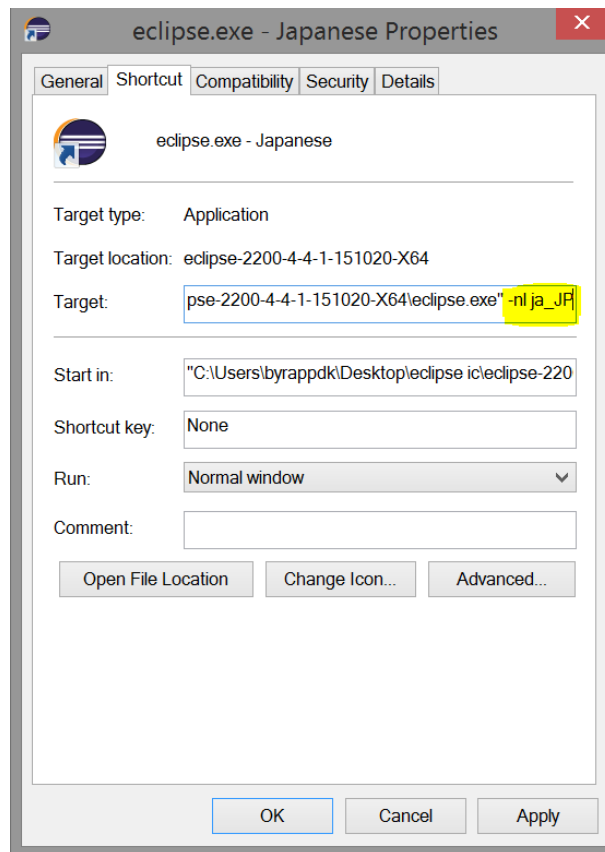 eclipse.exe - Japanese Properties
General Shortcut Compatibility Security Details
eclipse.exe - Japanese
Target type: Application
Target location: eclipse-2200-4-4-1-151020-X64
Target: pse-2200-4-4-1-151020-X64\eclipse.exe" -nl ja_JP
Start in: "C:\Users\byrappdk\Desktop\eclipse ic\eclipse-220
Shortcut key: None
Run: Normal window
Comment:
Open File Location Change Icon... Advanced...
OK Cancel Apply